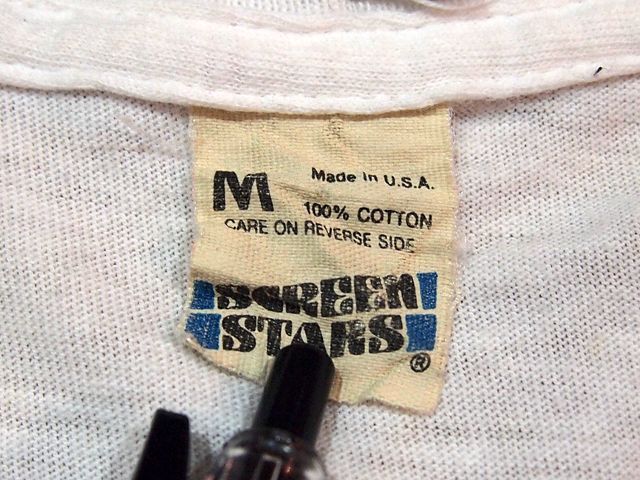 M
Made in U.S.A.
100% COTTON
CARE ON REVERSE SIDE
SCREEN
STARS
®